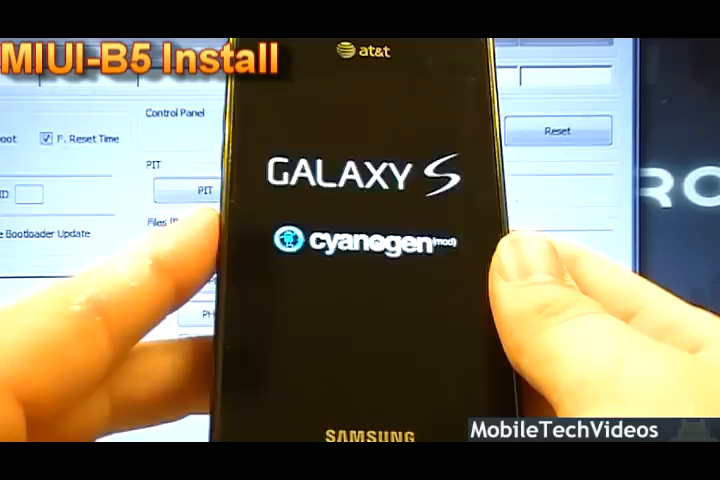 MIUI-B5 Install
at&t
Control Panel
F. Reset Time
Reset
PIT
PIT
GALAXY S
cyanogen(mod)
Bootloader Update
SAMSUNG
MobileTechVideos